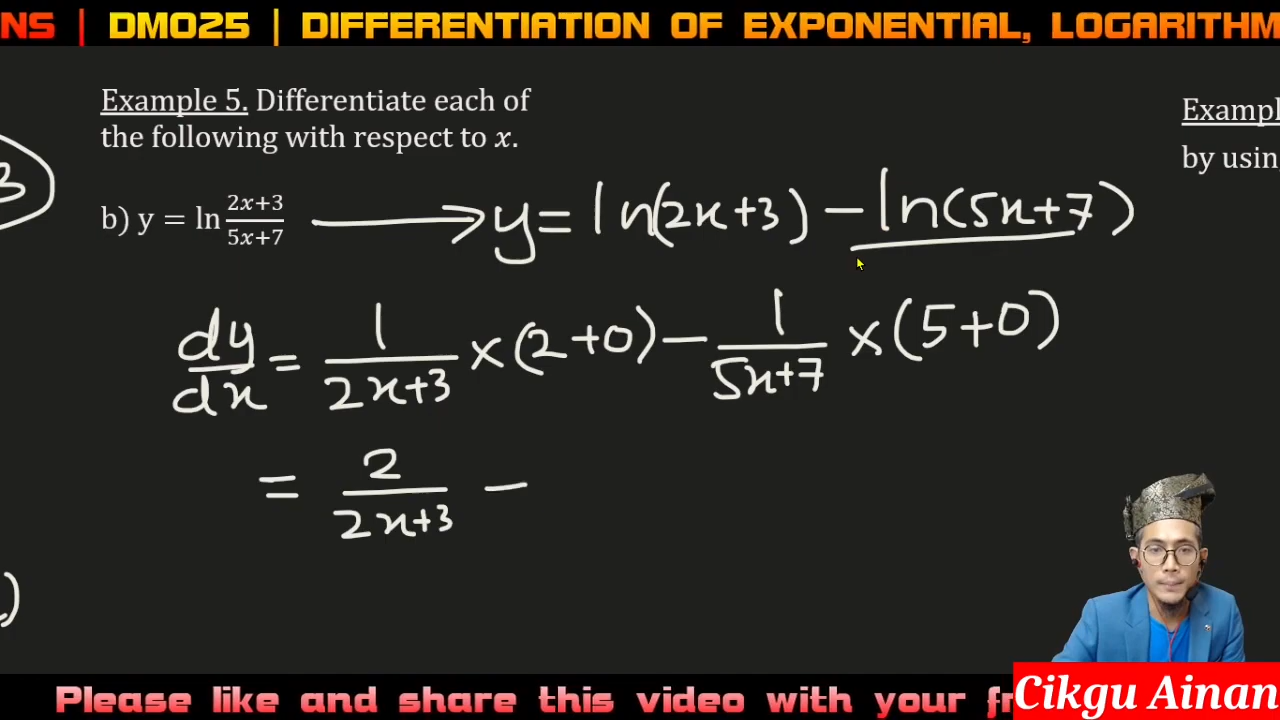 NS | DM025 | DIFFERENTIATION OF EXPONENTIAL, LOGARITHM
Example 5. Differentiate each of
the following with respect to x.
b) y = ln (2x+3)/(5x+7) → y = ln(2x+3) - ln(5x+7)
dy/dx = 1/(2x+3) × (2+0) - 1/(5x+7) × (5+0)
= 2/(2x+3) -
3
)
Exampl
by using
Please like and share this video with your fr
Cikgu Ainan